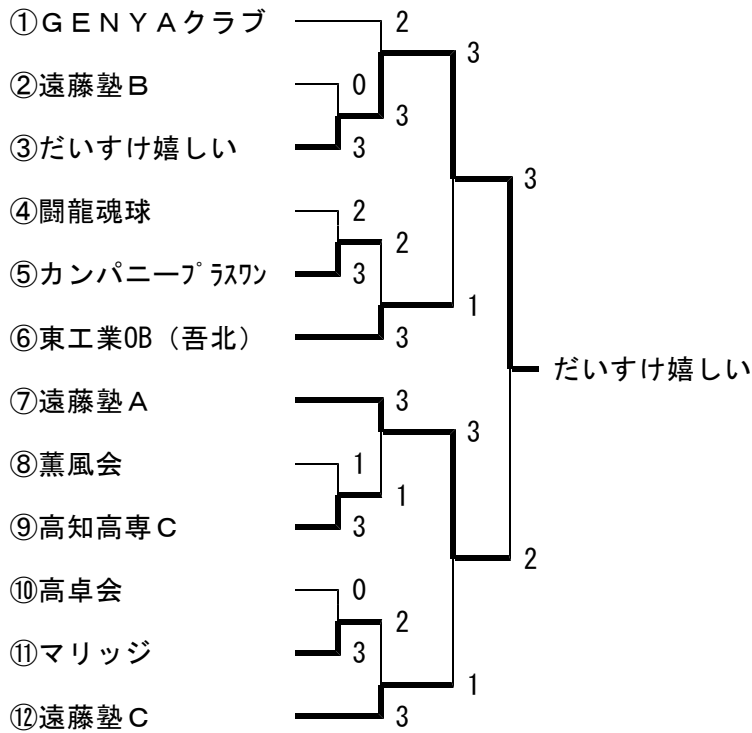 ①ＧＥＮＹＡクラブ 2
3
②遠藤塾Ｂ 0
3
③だいすけ嬉しい 3
3
④闘龍魂球 2
2
⑤カンパニープラスワン 3
1
⑥東工業OB（吾北） 3
だいすけ嬉しい
⑦遠藤塾Ａ 3
3
⑧薫風会 1
1
⑨高知高専Ｃ 3
2
⑩高卓会 0
2
⑪マリッジ 3
1
⑫遠藤塾Ｃ 3